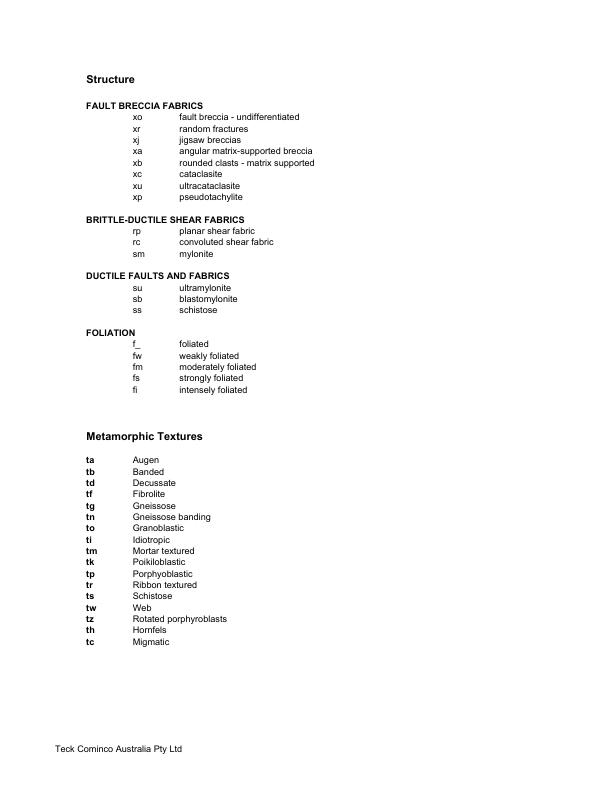 Structure
FAULT BRECCIA FABRICS
xo fault breccia - undifferentiated
xr random fractures
xj jigsaw breccias
xa angular matrix-supported breccia
xb rounded clasts - matrix supported
xc cataclasite
xu ultracataclasite
xp pseudotachylite
BRITTLE-DUCTILE SHEAR FABRICS
rp planar shear fabric
rc convoluted shear fabric
sm mylonite
DUCTILE FAULTS AND FABRICS
su ultramylonite
sb blastomylonite
ss schistose
FOLIATION
f_ foliated
fw weakly foliated
fm moderately foliated
fs strongly foliated
fi intensely foliated
Metamorphic Textures
ta Augen
tb Banded
td Decussate
tf Fibrolite
tg Gneissose
tn Gneissose banding
to Granoblastic
ti Idiotropic
tm Mortar textured
tk Poikiloblastic
tp Porphyoblastic
tr Ribbon textured
ts Schistose
tw Web
tz Rotated porphyroblasts
th Hornfels
tc Migmatic
Teck Cominco Australia Pty Ltd